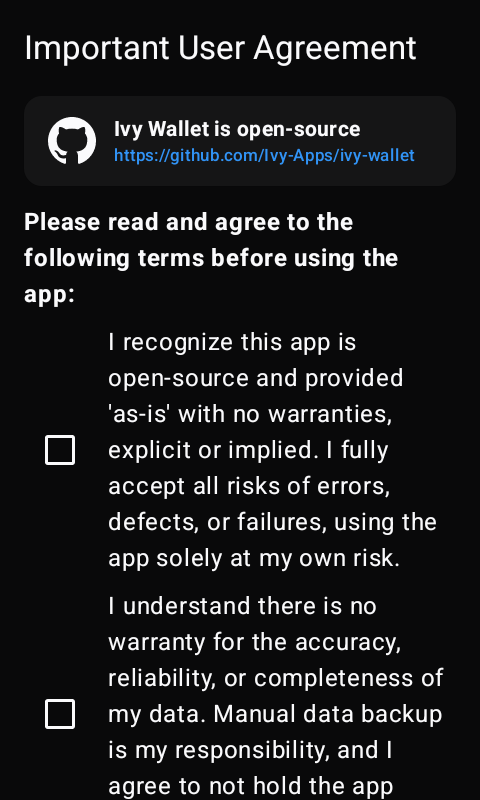 Important User Agreement
Ivy Wallet is open-source
https://github.com/Ivy-Apps/ivy-wallet
Please read and agree to the
following terms before using the
app:
I recognize this app is
open-source and provided
'as-is' with no warranties,
explicit or implied. I fully
accept all risks of errors,
defects, or failures, using the
app solely at my own risk.
I understand there is no
warranty for the accuracy,
reliability, or completeness of
my data. Manual data backup
is my responsibility, and I
agree to not hold the app